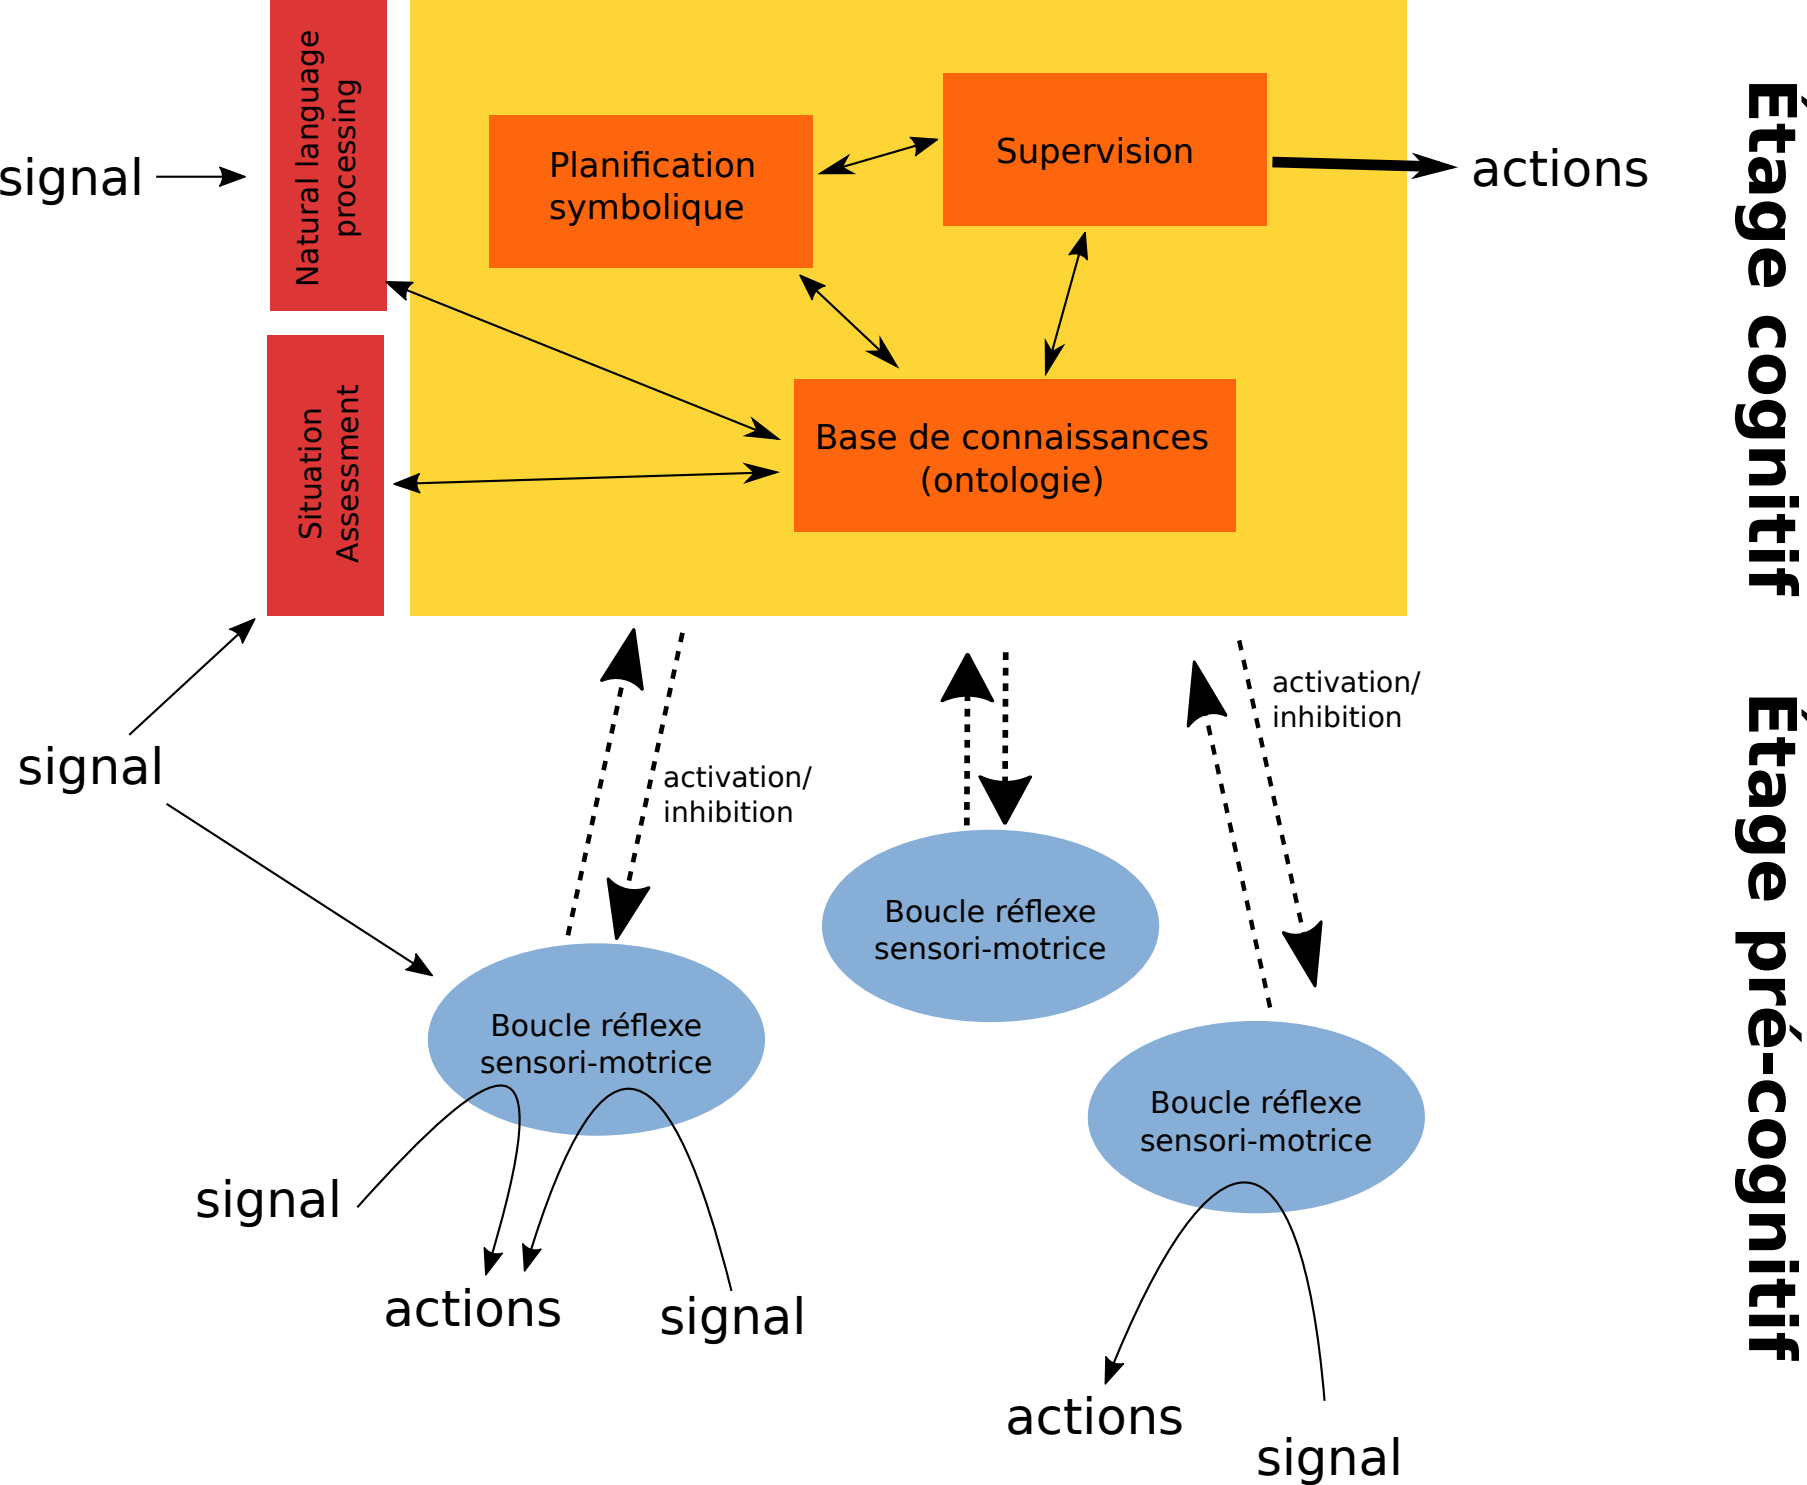 Natural language
processing
signal
Planification
symbolique
Supervision
actions
Étage cognitif
Situation
Assessment
Base de connaissances
(ontologie)
signal
activation/
inhibition
activation/
inhibition
Étage pré-cognitif
Boucle réflexe
sensori-motrice
Boucle réflexe
sensori-motrice
Boucle réflexe
sensori-motrice
signal
actions
signal
actions
signal